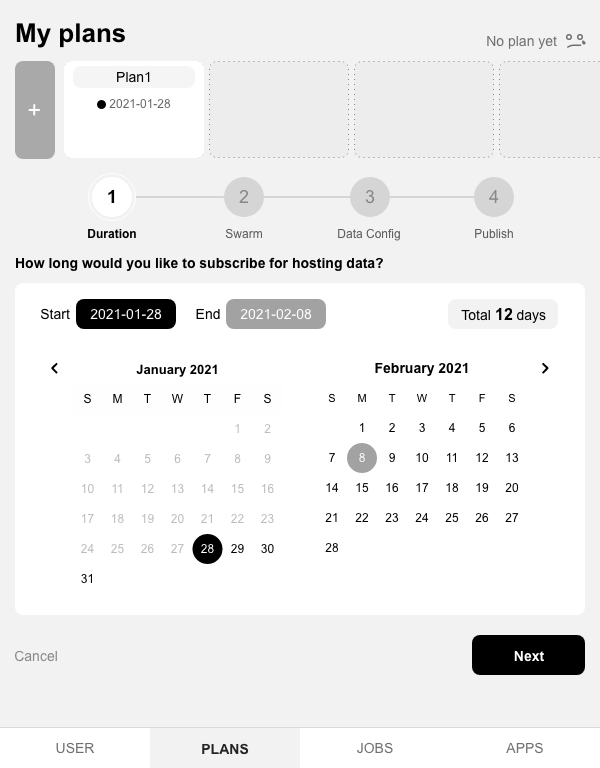 My plans
No plan yet
+
Plan1
2021-01-28
1 2 3 4
Duration Swarm Data Config Publish
How long would you like to subscribe for hosting data?
Start 2021-01-28 End 2021-02-08 Total 12 days
January 2021
S M T W T F S
1 2
3 4 5 6 7 8 9
10 11 12 13 14 15 16
17 18 19 20 21 22 23
24 25 26 27 28 29 30
31
February 2021
S M T W T F S
1 2 3 4 5 6
7 8 9 10 11 12 13
14 15 16 17 18 19 20
21 22 23 24 25 26 27
28
Cancel Next
USER PLANS JOBS APPS